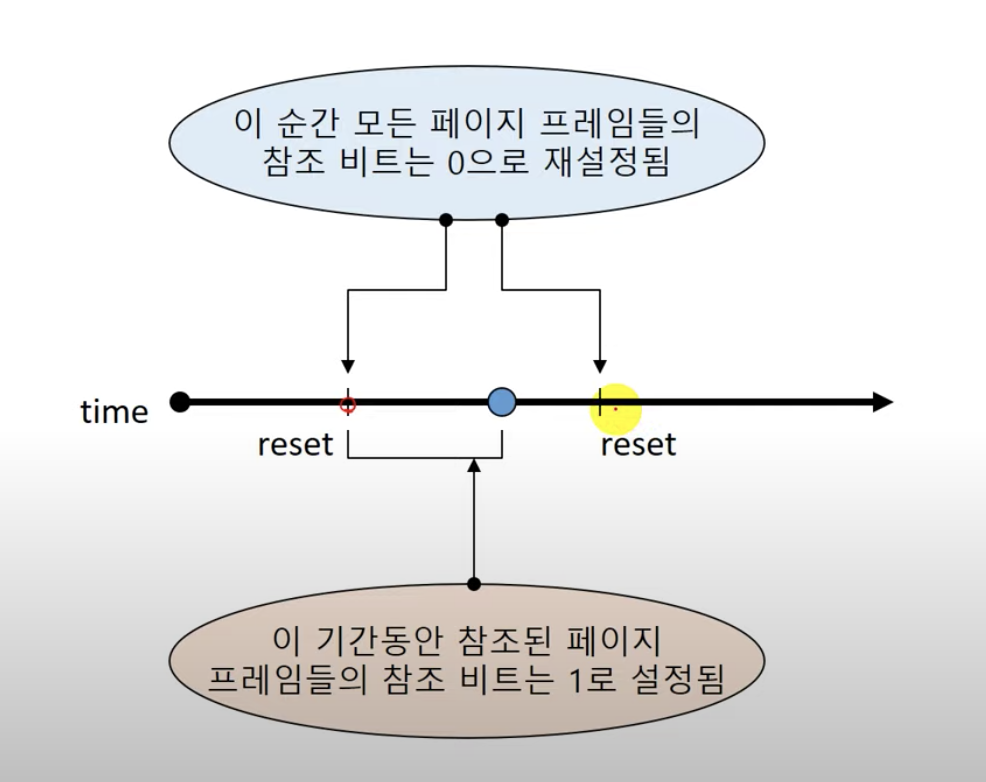 이 순간 모든 페이지 프레임들의
참조 비트는 0으로 재설정됨
time
reset
reset
이 기간동안 참조된 페이지
프레임들의 참조 비트는 1로 설정됨